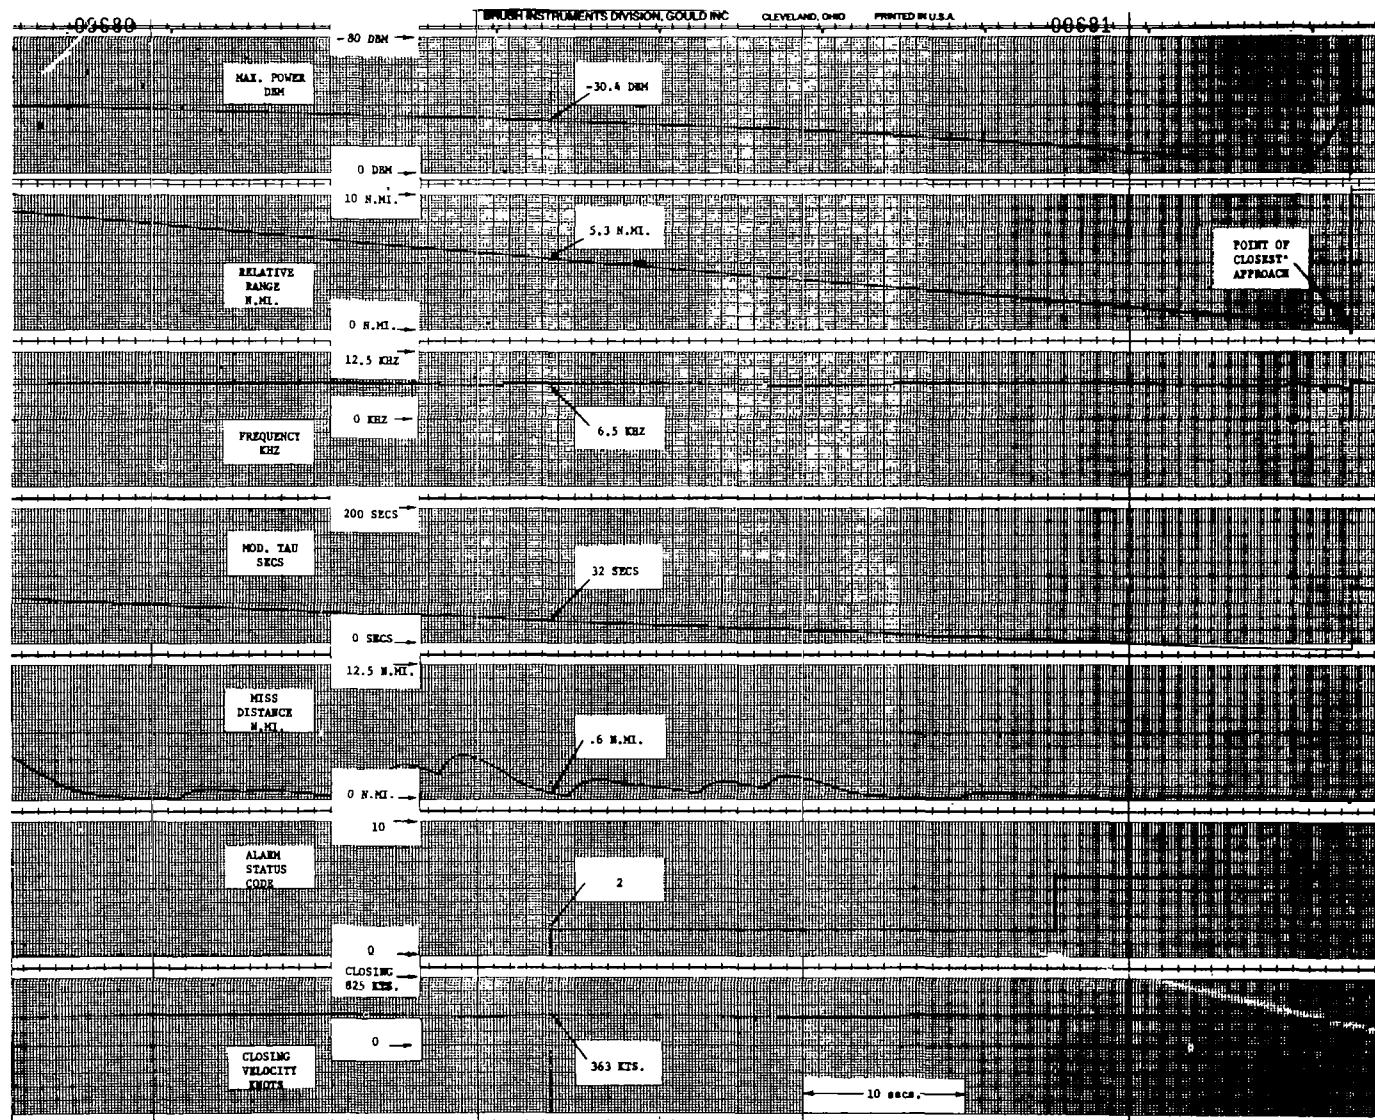 BRUSH INSTRUMENTS DIVISION, GOULD INC CLEVELAND, OHIO PRINTED IN U.S.A.
09680
00681
-80 DBM
MAX. POWER
DBM
-30.4 DBM
0 DBM
10 N.MI.
5.3 N.MI.
POINT OF
CLOSEST
APPROACH
RELATIVE
RANGE
N.MI.
0 N.MI.
12.5 KHZ
0 KHZ
6.5 KHZ
FREQUENCY
KHZ
200 SECS
MOD. TAU
SECS
32 SECS
0 SECS
12.5 N.MI.
MISS
DISTANCE
N.MI.
.6 N.MI.
0 N.MI.
10
ALARM
STATUS
CODE
2
0
CLOSING
825 KTS.
0
CLOSING
VELOCITY
KNOTS
363 KTS.
10 secs.